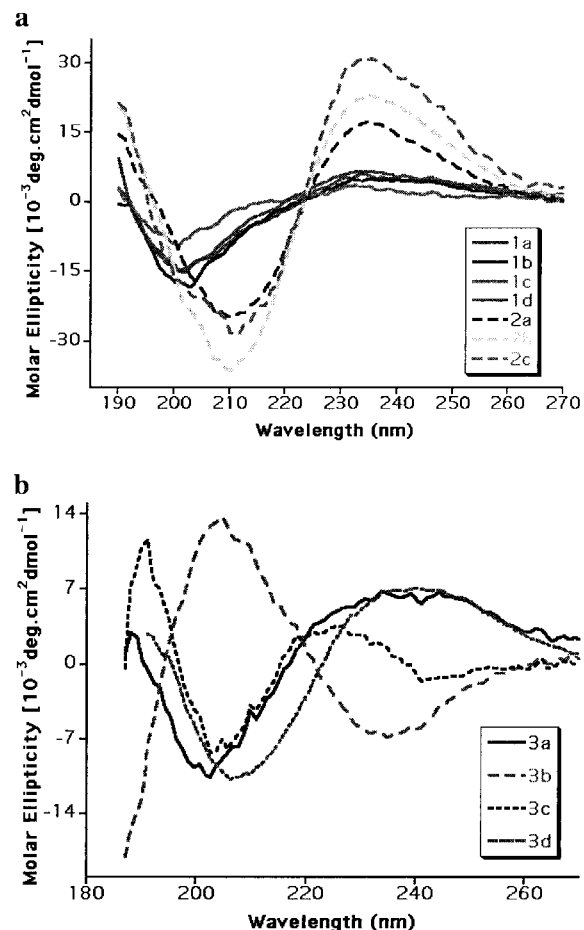 a
Molar Ellipticity [10⁻³deg.cm²dmol⁻¹]
30
15
0
-15
-30
190 200 210 220 230 240 250 260 270
Wavelength (nm)
1a
1b
1c
1d
2a
2b
2c
b
Molar Ellipticity [10⁻³deg.cm²dmol⁻¹]
14
7
0
-7
-14
180 200 220 240 260
Wavelength (nm)
3a
3b
3c
3d